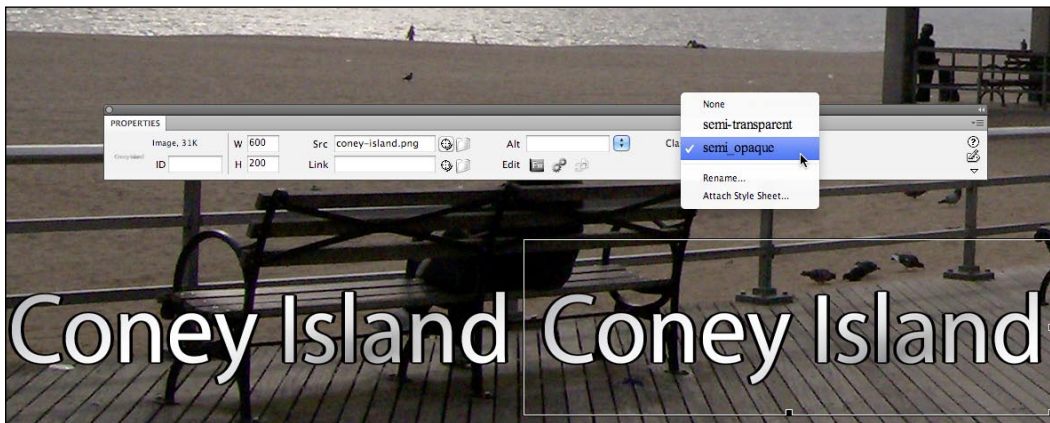 None
semi-transparent
semi_opaque
Rename...
Attach Style Sheet...
PROPERTIES
Image, 31K
W 600
Src coney-island.png
Alt
ID
H 200
Link
Edit
Coney Island
Coney Island